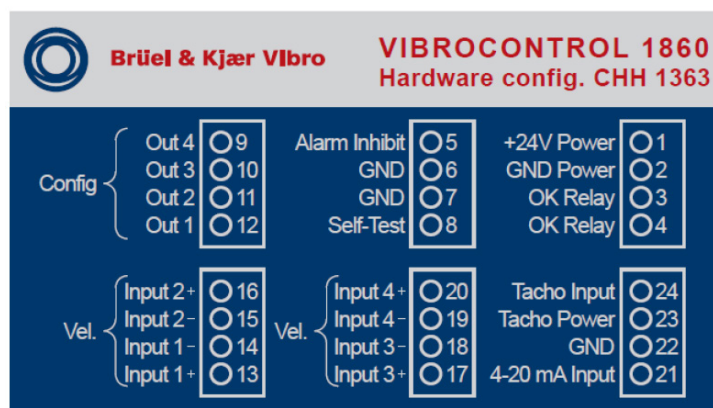 Brüel & Kjær Vibro
VIBROCONTROL 1860
Hardware config. CHH 1363
Config
Out 4 9
Out 3 10
Out 2 11
Out 1 12
Alarm Inhibit 5
GND 6
GND 7
Self-Test 8
+24V Power 1
GND Power 2
OK Relay 3
OK Relay 4
Vel.
Input 2+ 16
Input 2- 15
Input 1- 14
Input 1+ 13
Vel.
Input 4+ 20
Input 4- 19
Input 3- 18
Input 3+ 17
Tacho Input 24
Tacho Power 23
GND 22
4-20 mA Input 21